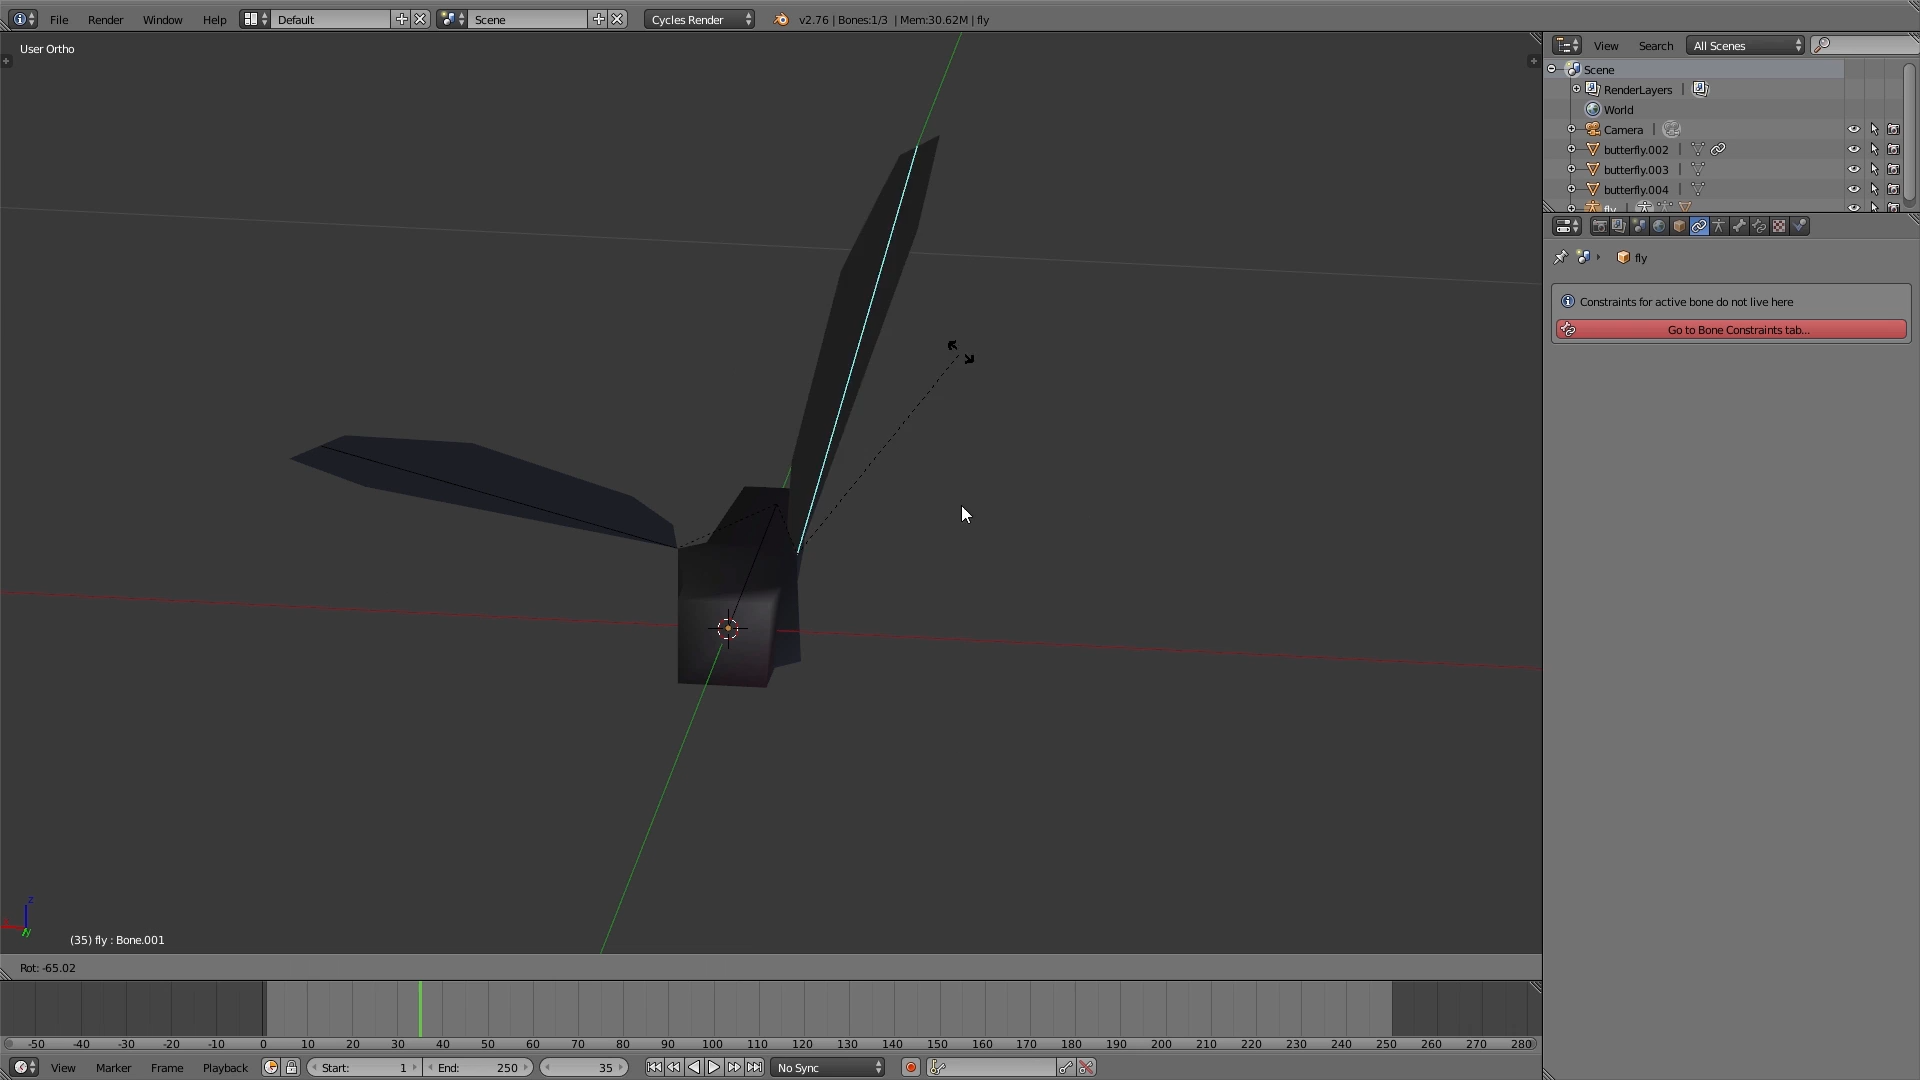 File Render Window Help Default Scene Cycles Render v2.76 | Bones:1/3 | Mem:30.62M | fly
User Ortho
View Search All Scenes
Scene
RenderLayers
World
Camera
butterfly.002
butterfly.003
butterfly.004
fly
fly
Constraints for active bone do not live here
Go to Bone Constraints tab...
z
(35) fly : Bone.001
Rot: -65.02
-50 -40 -30 -20 -10 0 10 20 30 40 50 60 70 80 90 100 110 120 130 140 150 160 170 180 190 200 210 220 230 240 250 260 270 280
View Marker Frame Playback Start: 1 End: 250 35 No Sync